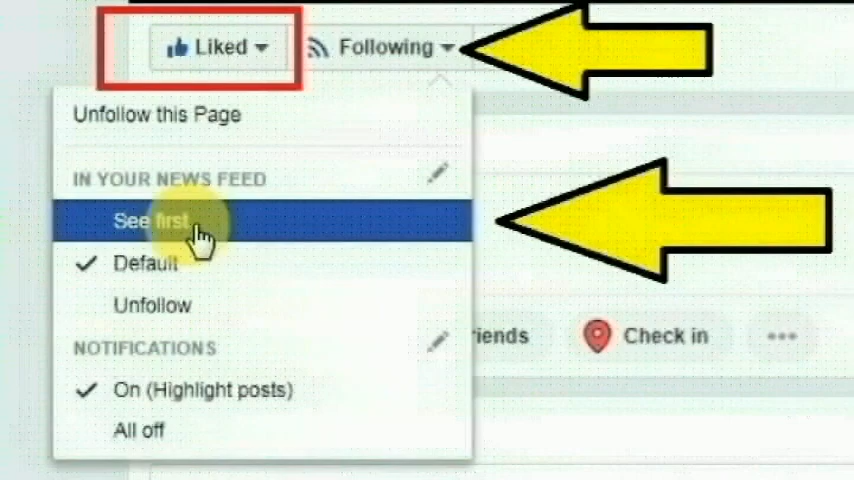 Liked
Following
Unfollow this Page
IN YOUR NEWS FEED
See first
Default
Unfollow
NOTIFICATIONS
riends
Check in
On (Highlight posts)
All off